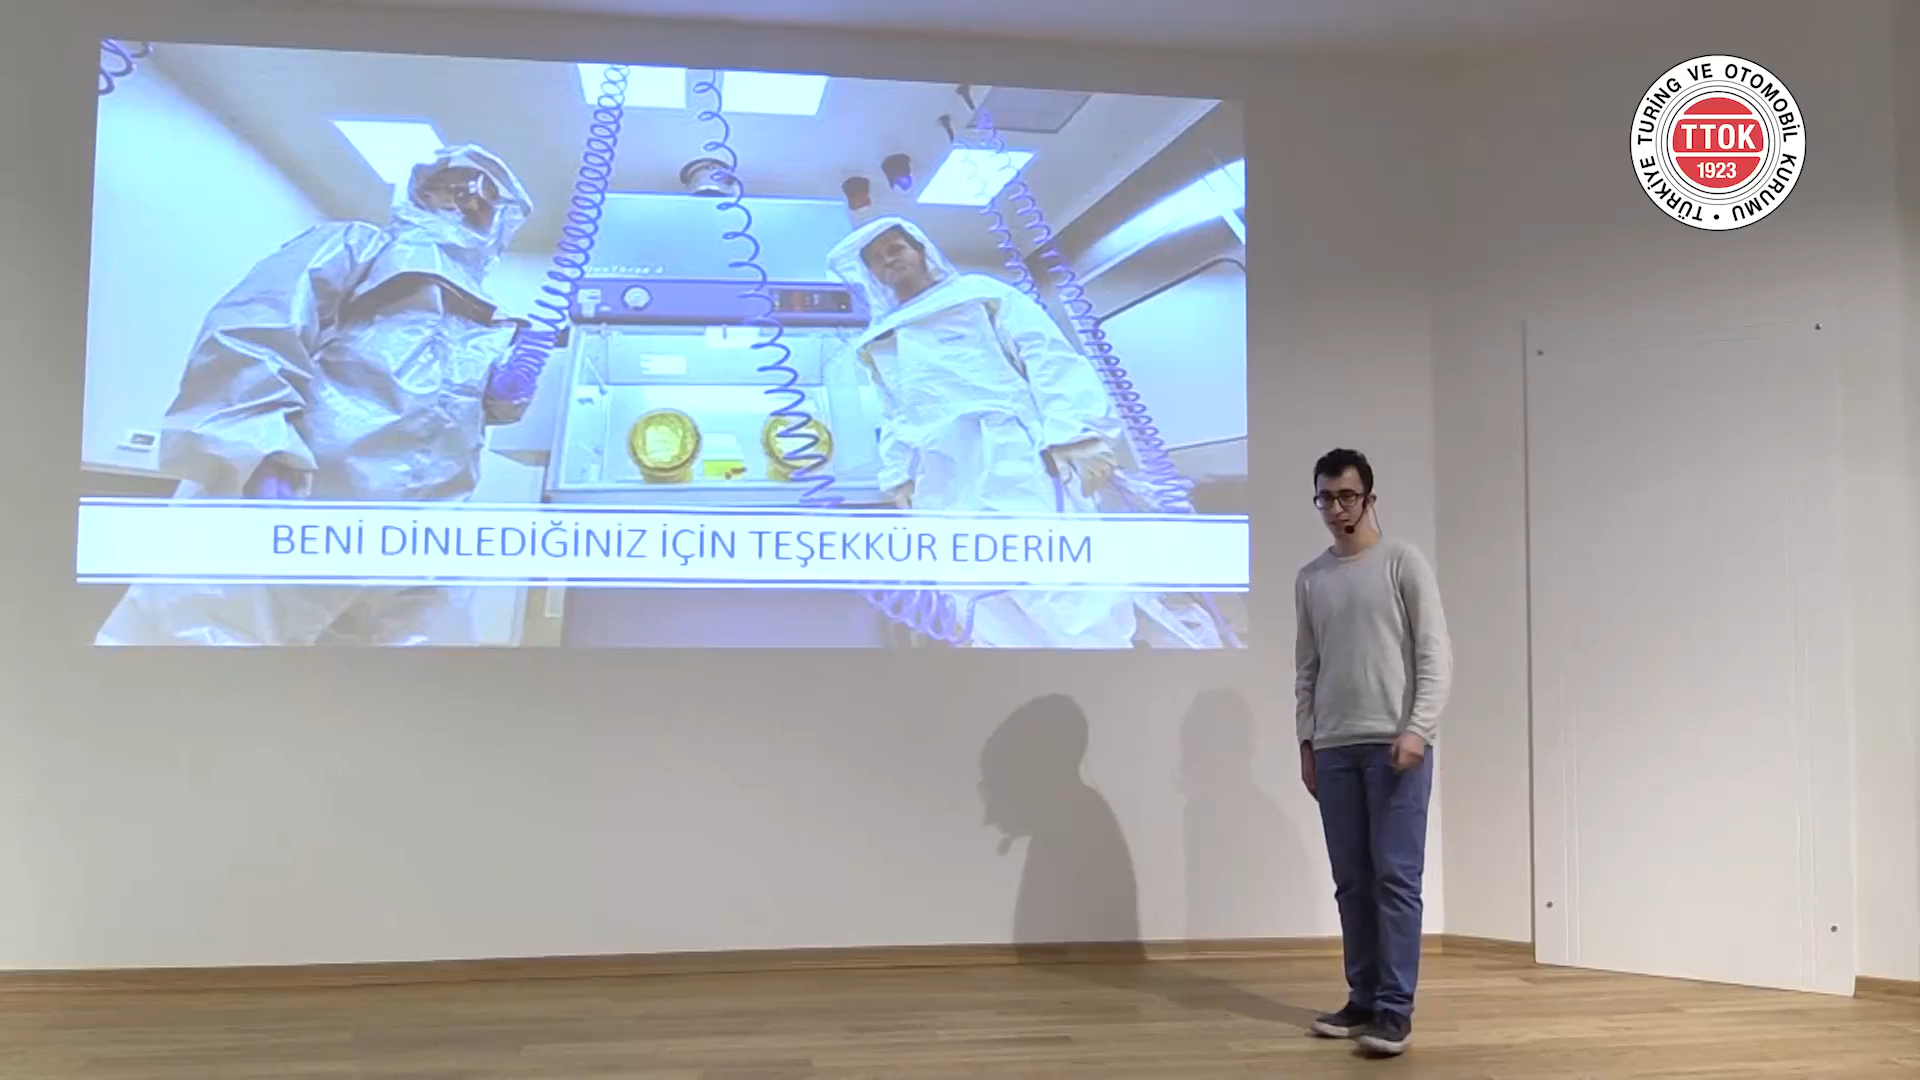 BENİ DİNLEDİĞİNİZ İÇİN TEŞEKKÜR EDERİM
TÜRKİYE TURİNG VE OTOMOBİL KURUMU •
TTOK
1923